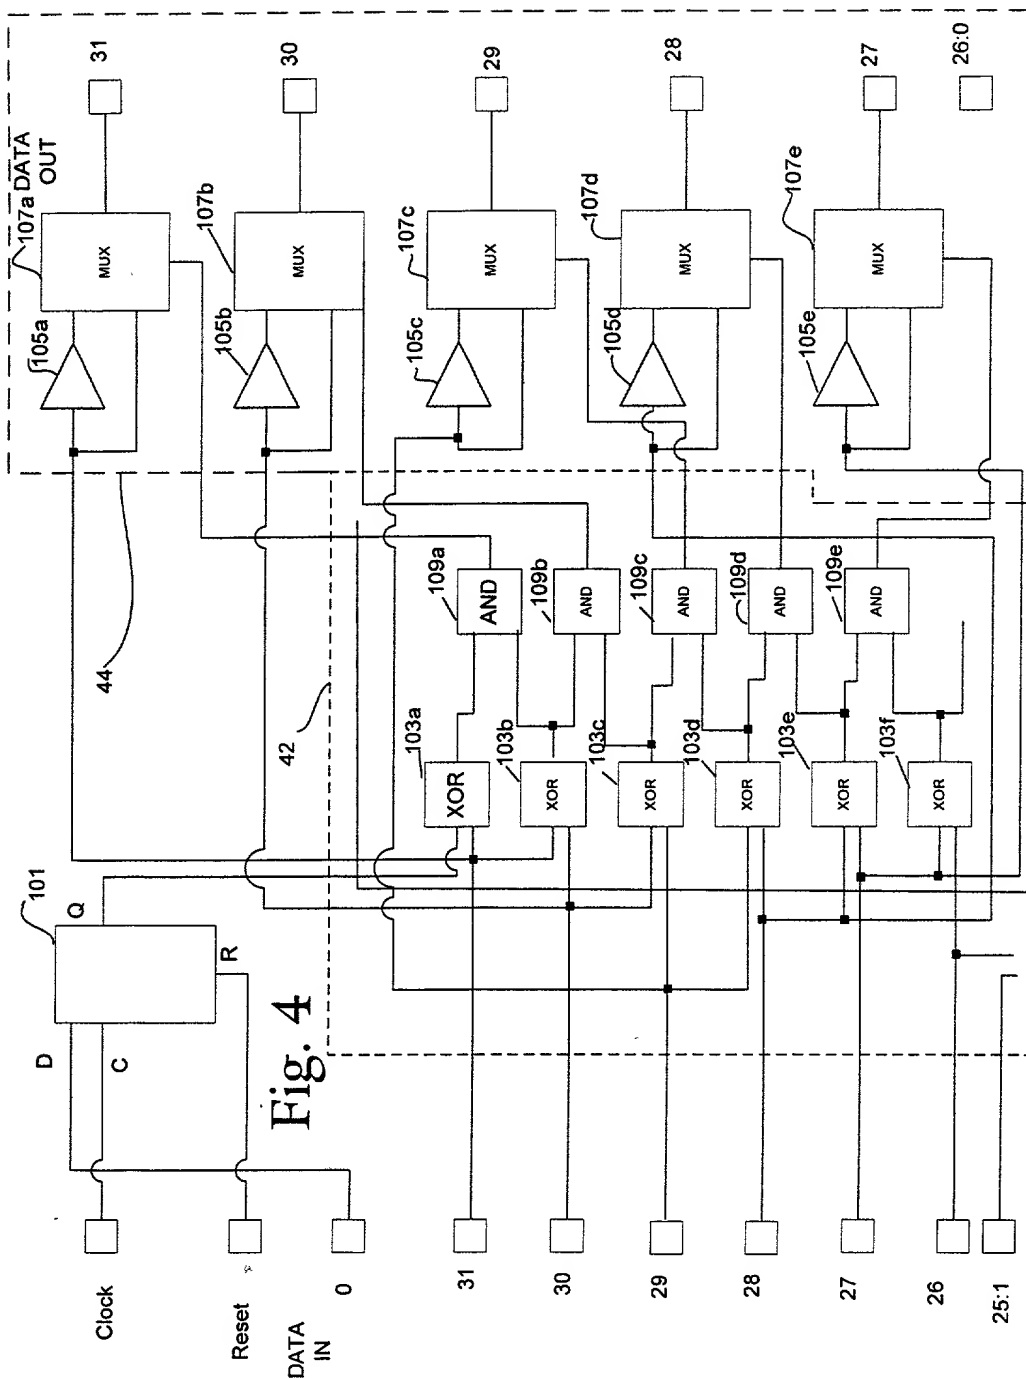 Clock
Reset
DATA
IN
0
31
30
29
28
27
26
25:1
D
C
Q
R
101
Fig. 4
44
42
103a
XOR
103b
XOR
103c
XOR
103d
XOR
103e
XOR
103f
XOR
109a
AND
109b
AND
109c
AND
109d
AND
109e
AND
105a
105b
105c
105d
105e
107a
MUX
107b
MUX
107c
MUX
107d
MUX
107e
MUX
DATA
OUT
31
30
29
28
27
26:0